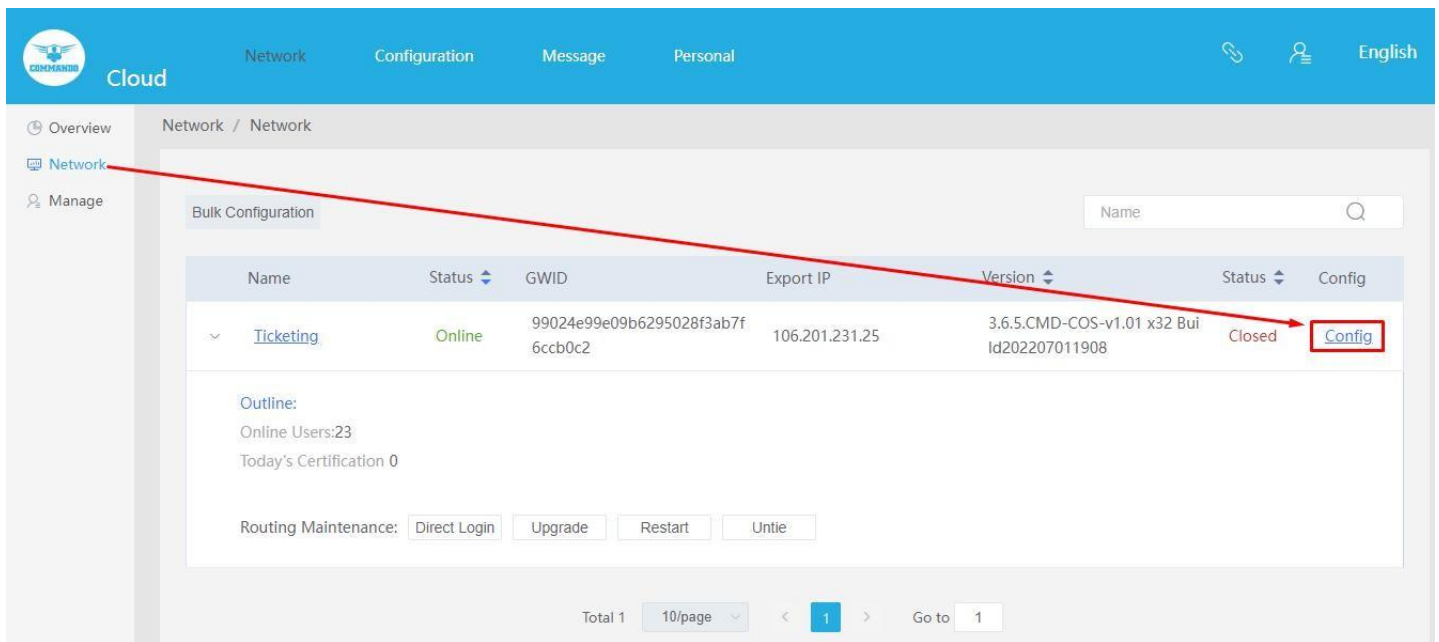 COMMANDO
Cloud
Network Configuration Message Personal English
Overview
Network
Manage
Network / Network
Bulk Configuration
Name
Name Status GWID Export IP Version Status Config
Ticketing Online 99024e99e09b6295028f3ab7f 106.201.231.25 3.6.5.CMD-COS-v1.01 x32 Bui Closed Config
6ccb0c2 ld202207011908
Outline:
Online Users:23
Today's Certification 0
Routing Maintenance: Direct Login Upgrade Restart Untie
Total 1 10/page < 1 > Go to 1